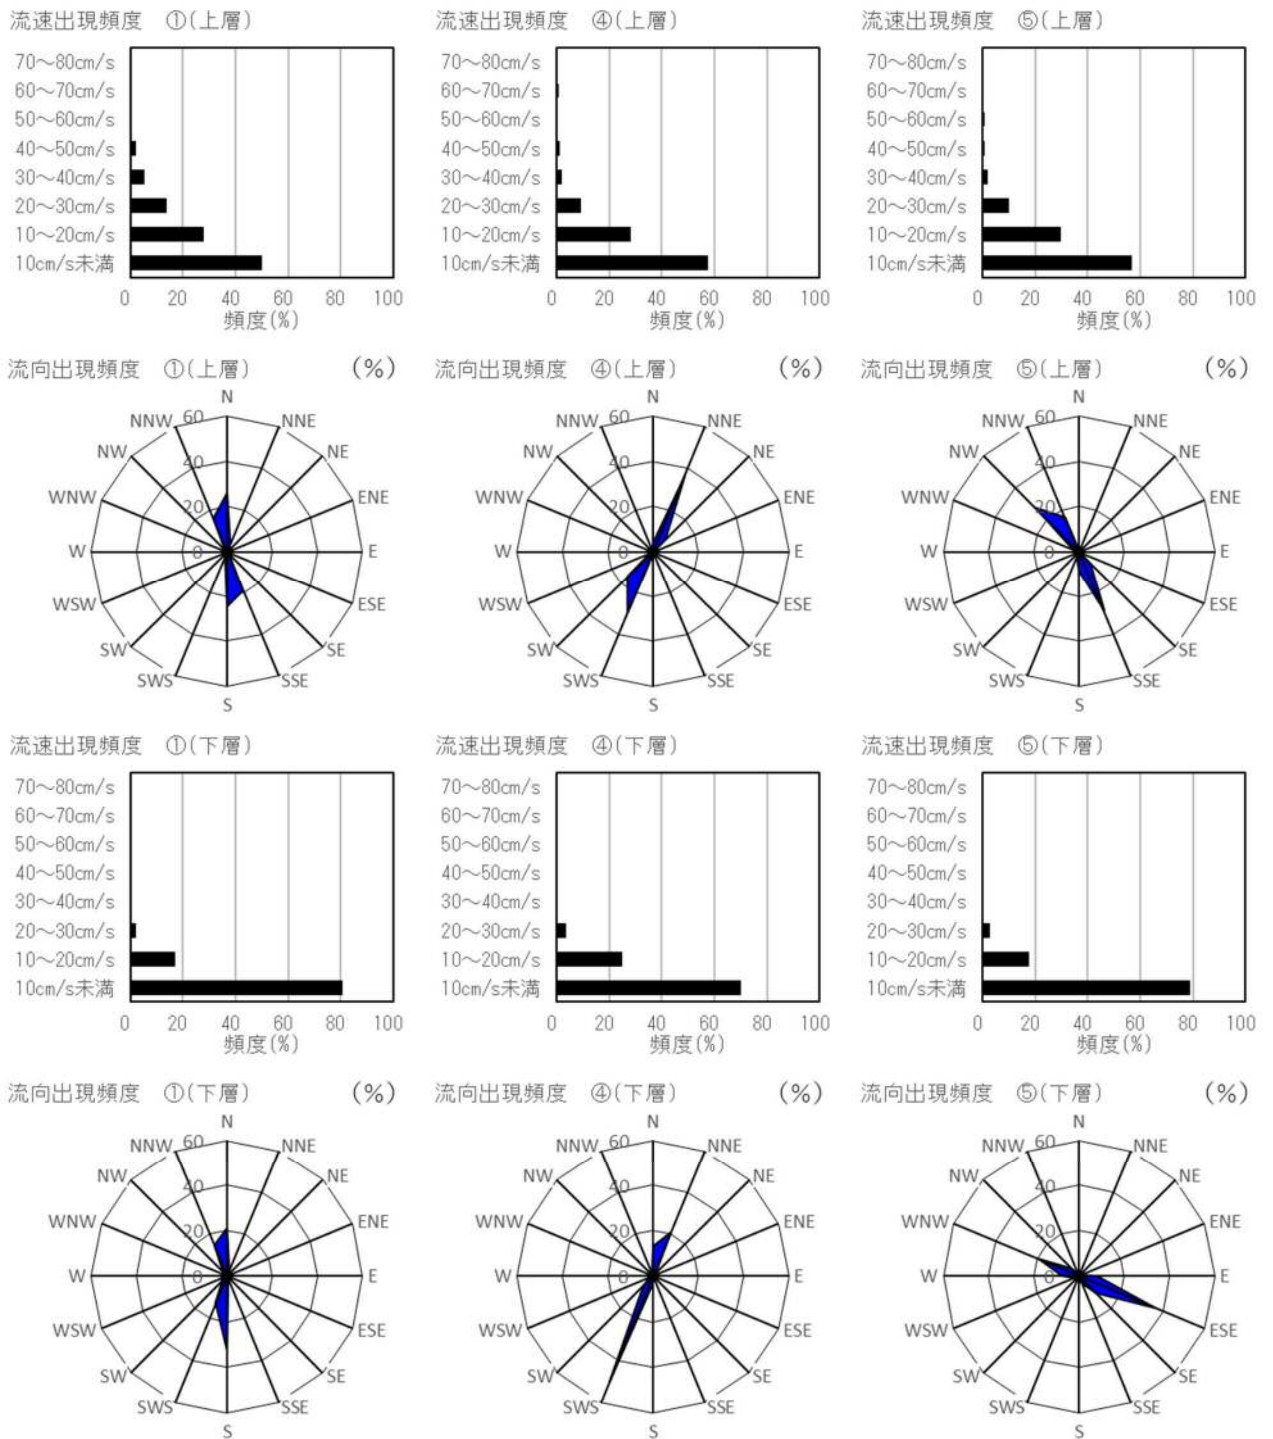 流速出現頻度　①(上層)
70～80cm/s
60～70cm/s
50～60cm/s
40～50cm/s
30～40cm/s
20～30cm/s
10～20cm/s
10cm/s未満
0 20 40 60 80 100
頻度(%)
流速出現頻度　④(上層)
70～80cm/s
60～70cm/s
50～60cm/s
40～50cm/s
30～40cm/s
20～30cm/s
10～20cm/s
10cm/s未満
0 20 40 60 80 100
頻度(%)
流速出現頻度　⑤(上層)
70～80cm/s
60～70cm/s
50～60cm/s
40～50cm/s
30～40cm/s
20～30cm/s
10～20cm/s
10cm/s未満
0 20 40 60 80 100
頻度(%)
流向出現頻度　①(上層) (%)
N
NNW 60 NNE
NW 40 NE
WNW 20 ENE
W 0 E
WSW ESE
SW SE
SWS SSE
S
流向出現頻度　④(上層) (%)
N
NNW 60 NNE
NW 40 NE
WNW 20 ENE
W 0 E
WSW ESE
SW SE
SWS SSE
S
流向出現頻度　⑤(上層) (%)
N
NNW 60 NNE
NW 40 NE
WNW 20 ENE
W 0 E
WSW ESE
SW SE
SWS SSE
S
流速出現頻度　①(下層)
70～80cm/s
60～70cm/s
50～60cm/s
40～50cm/s
30～40cm/s
20～30cm/s
10～20cm/s
10cm/s未満
0 20 40 60 80 100
頻度(%)
流速出現頻度　④(下層)
70～80cm/s
60～70cm/s
50～60cm/s
40～50cm/s
30～40cm/s
20～30cm/s
10～20cm/s
10cm/s未満
0 20 40 60 80 100
頻度(%)
流速出現頻度　⑤(下層)
70～80cm/s
60～70cm/s
50～60cm/s
40～50cm/s
30～40cm/s
20～30cm/s
10～20cm/s
10cm/s未満
0 20 40 60 80 100
頻度(%)
流向出現頻度　①(下層) (%)
N
NNW 60 NNE
NW 40 NE
WNW 20 ENE
W 0 E
WSW ESE
SW SE
SWS SSE
S
流向出現頻度　④(下層) (%)
N
NNW 60 NNE
NW 40 NE
WNW 20 ENE
W 0 E
WSW ESE
SW SE
SWS SSE
S
流向出現頻度　⑤(下層) (%)
N
NNW 60 NNE
NW 40 NE
WNW 20 ENE
W 0 E
WSW ESE
SW SE
SWS SSE
S